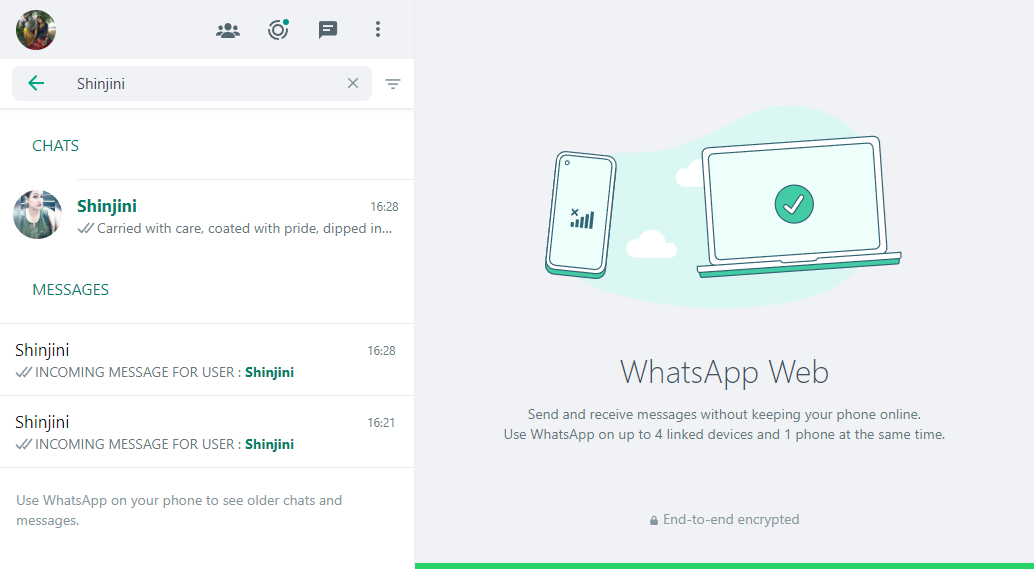 Shinjini
CHATS
Shinjini 16:28
Carried with care, coated with pride, dipped in...
MESSAGES
Shinjini 16:28
INCOMING MESSAGE FOR USER : Shinjini
Shinjini 16:21
INCOMING MESSAGE FOR USER : Shinjini
Use WhatsApp on your phone to see older chats and
messages.
WhatsApp Web
Send and receive messages without keeping your phone online.
Use WhatsApp on up to 4 linked devices and 1 phone at the same time.
End-to-end encrypted